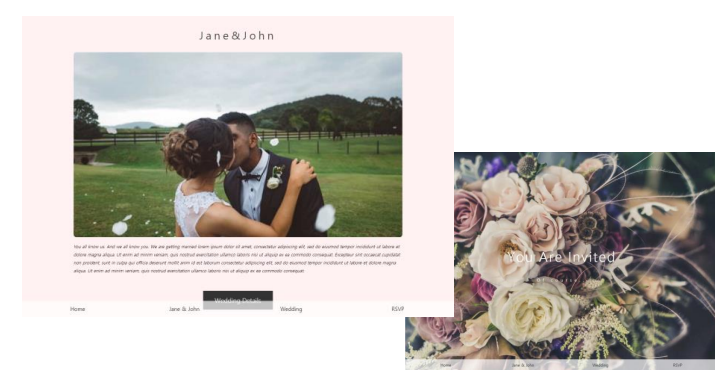 Jane&John
You all know us. And we all know you. We are getting married lorem ipsum dolor sit amet, consectetur adipiscing elit, sed do eiusmod tempor incididunt ut labore et
dolore magna aliqua. Ut enim ad minim veniam, quis nostrud exercitation ullamco laboris nisi ut aliquip ex ea commodo consequat. Excepteur sint occaecat cupidatat
non proident, sunt in culpa qui officia deserunt mollit anim id est laborum consectetur adipiscing elit, sed do eiusmod tempor incididunt ut labore et dolore magna
aliqua. Ut enim ad minim veniam, quis nostrud exercitation ullamco laboris nisi ut aliquip ex ea commodo consequat.
Wedding Details
Home Jane & John Wedding RSVP
You Are Invited
Home Jane & John Wedding RSVP